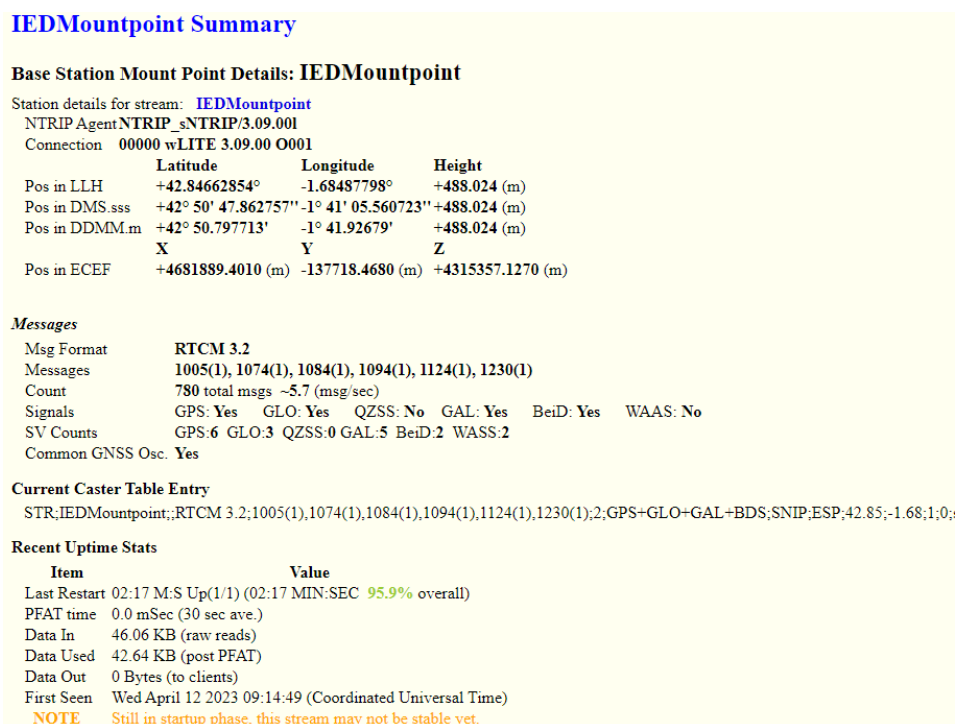 IEDMountpoint Summary
Base Station Mount Point Details: IEDMountpoint
Station details for stream: IEDMountpoint
NTRIP Agent NTRIP_sNTRIP/3.09.00l
Connection 00000 wLITE 3.09.00 O001
Latitude Longitude Height
Pos in LLH +42.84662854° -1.68487798° +488.024 (m)
Pos in DMS.sss +42° 50' 47.862757'' -1° 41' 05.560723'' +488.024 (m)
Pos in DDMM.m +42° 50.797713' -1° 41.92679' +488.024 (m)
X Y Z
Pos in ECEF +4681889.4010 (m) -137718.4680 (m) +4315357.1270 (m)
Messages
Msg Format RTCM 3.2
Messages 1005(1), 1074(1), 1084(1), 1094(1), 1124(1), 1230(1)
Count 780 total msgs ~5.7 (msg/sec)
Signals GPS: Yes GLO: Yes QZSS: No GAL: Yes BeiD: Yes WAAS: No
SV Counts GPS:6 GLO:3 QZSS:0 GAL:5 BeiD:2 WASS:2
Common GNSS Osc. Yes
Current Caster Table Entry
STR;IEDMountpoint;;RTCM 3.2;1005(1),1074(1),1084(1),1094(1),1124(1),1230(1);2;GPS+GLO+GAL+BDS;SNIP;ESP;42.85;-1.68;1;0;
Recent Uptime Stats
Item Value
Last Restart 02:17 M:S Up(1/1) (02:17 MIN:SEC 95.9% overall)
PFAT time 0.0 mSec (30 sec ave.)
Data In 46.06 KB (raw reads)
Data Used 42.64 KB (post PFAT)
Data Out 0 Bytes (to clients)
First Seen Wed April 12 2023 09:14:49 (Coordinated Universal Time)
NOTE Still in startup phase, this stream may not be stable yet.